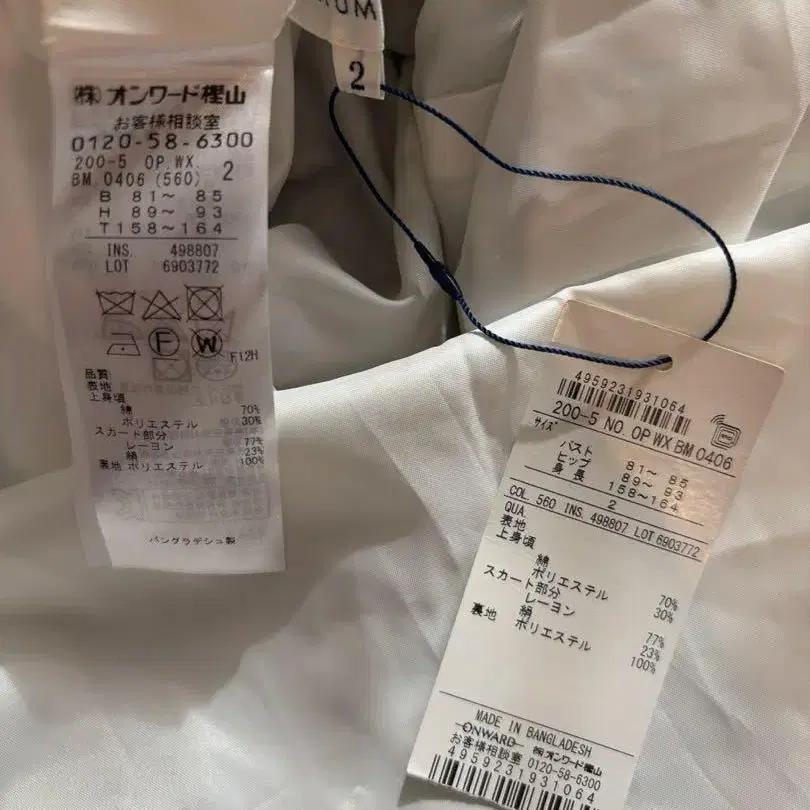 2
㈱オンワード樫山
お客様相談室
0120-58-6300
200-5 OP.WX.
BM.0406 (560) 2
B 81〜 85
H 89〜 93
T 158〜164
INS. 498807
LOT 6903772
F
W
F12H
品質
表地
上身頃
綿 70%
ポリエステル 30%
スカート部分
レーヨン 77%
絹 23%
裏地 ポリエステル 100%
バングラデシュ製
4959231931064
200-5 NO.OP WX BM 0406
サイズ
バスト 81〜 85
ヒップ 89〜 93
身長 158〜164
2
COL. 560 INS. 498807 LOT 6903772
QUA.
表地
上身頃
綿 70%
ポリエステル 30%
スカート部分
レーヨン 77%
絹 23%
裏地 ポリエステル 100%
MADE IN BANGLADESH
ONWARD ㈱オンワード樫山
お客様相談室 0120-58-6300
4959231931064